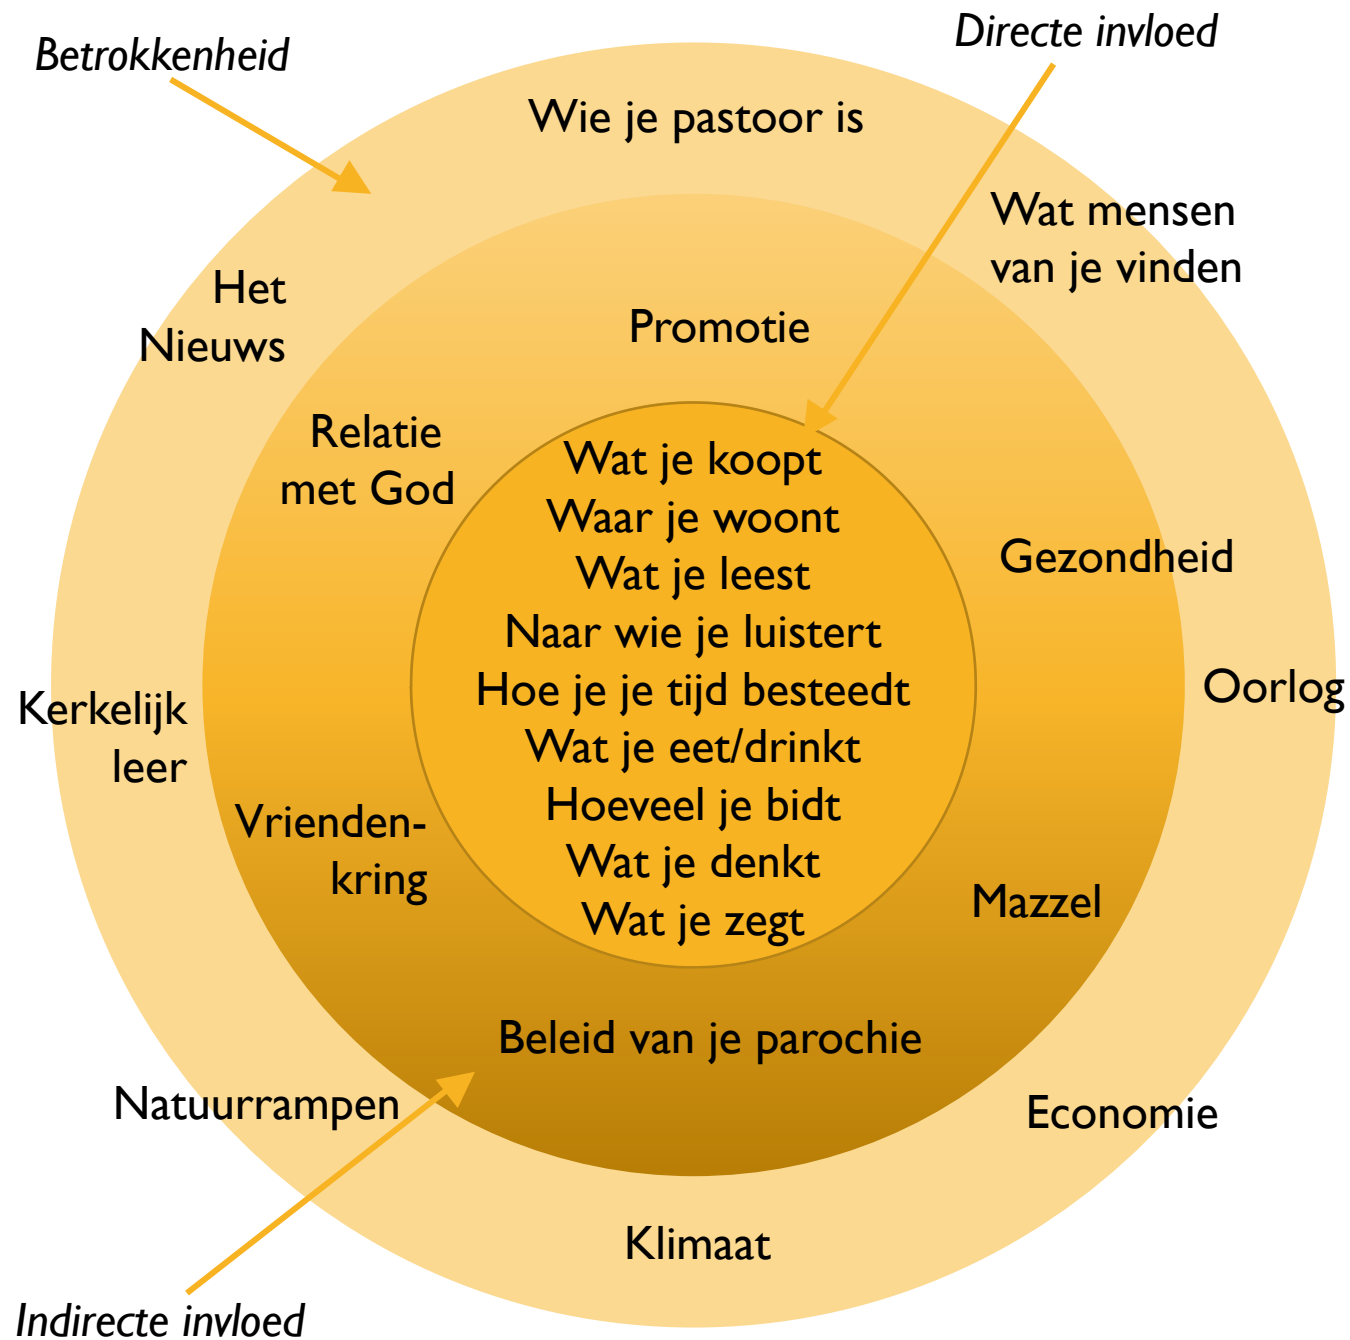 Betrokkenheid
Directe invloed
Wie je pastoor is
Wat mensen
van je vinden
Het
Nieuws
Promotie
Relatie
met God
Wat je koopt
Waar je woont
Wat je leest
Naar wie je luistert
Hoe je je tijd besteedt
Wat je eet/drinkt
Hoeveel je bidt
Wat je denkt
Wat je zegt
Gezondheid
Oorlog
Kerkelijk
leer
Vrienden-
kring
Mazzel
Beleid van je parochie
Natuurrampen
Economie
Klimaat
Indirecte invloed